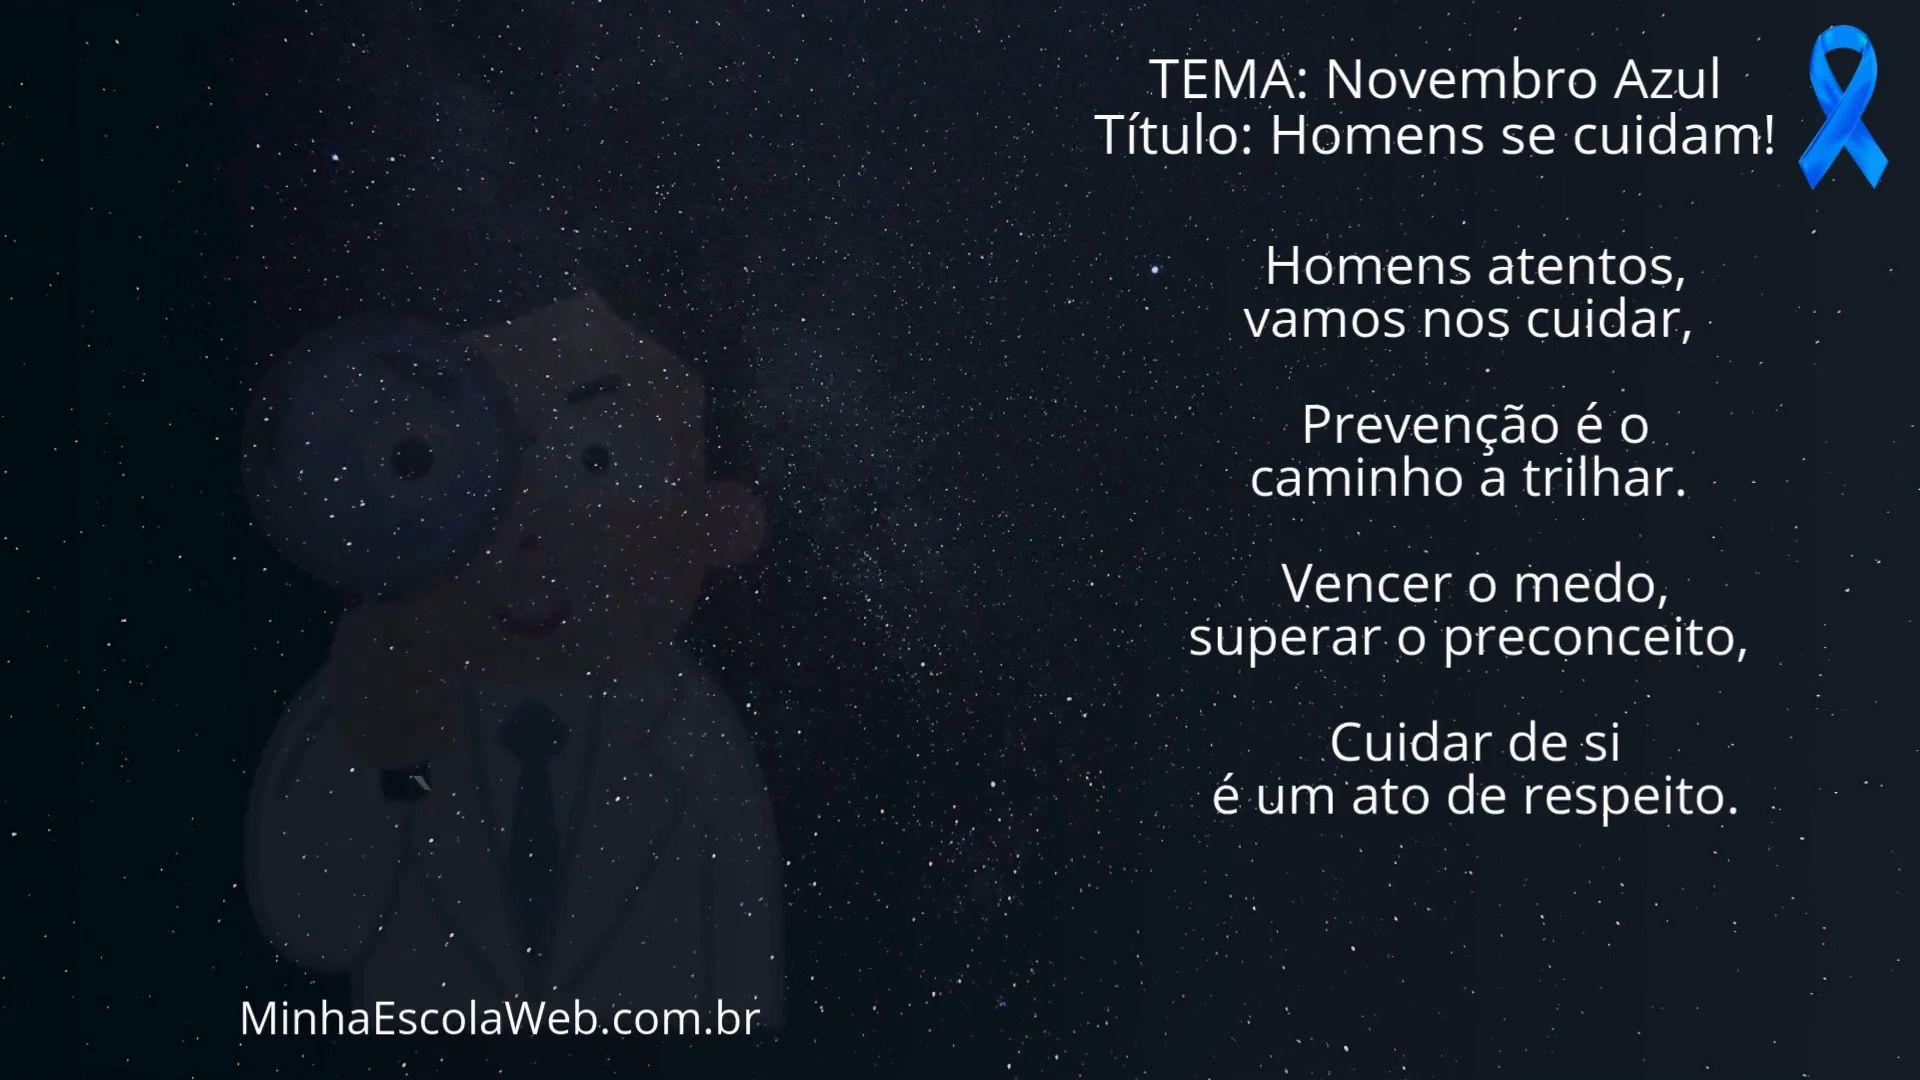 TEMA: Novembro Azul
Título: Homens se cuidam!
Homens atentos,
vamos nos cuidar,
Prevenção é o
caminho a trilhar.
Vencer o medo,
superar o preconceito,
Cuidar de si
é um ato de respeito.
MinhaEscolaWeb.com.br